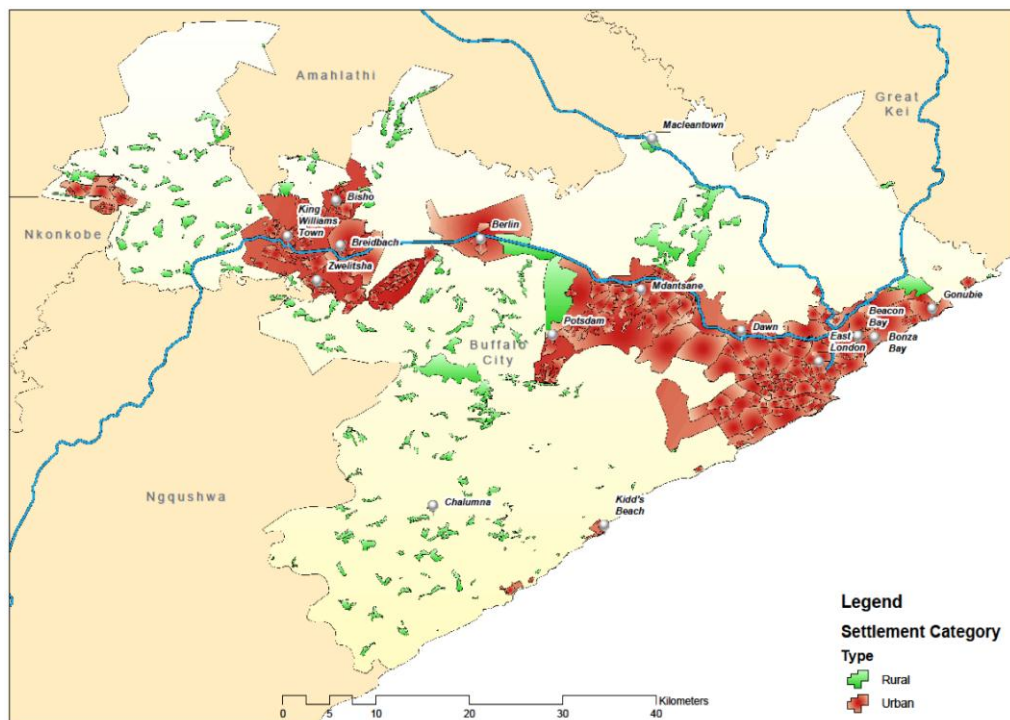 Amahlathi
Great
Kei
Macleantown
Bisho
King
Williams
Town
Nkonkobe
Breidbach
Berlin
Zwelitsha
Mdantsane
Gonubie
Beacon
Bay
Potsdam
Dawn
Bonza
Bay
East
London
Buffalo
City
Ngqushwa
Chalumna
Kidd's
Beach
Legend
Settlement Category
Type
Rural
Urban
Kilometers
0 5 10 20 30 40